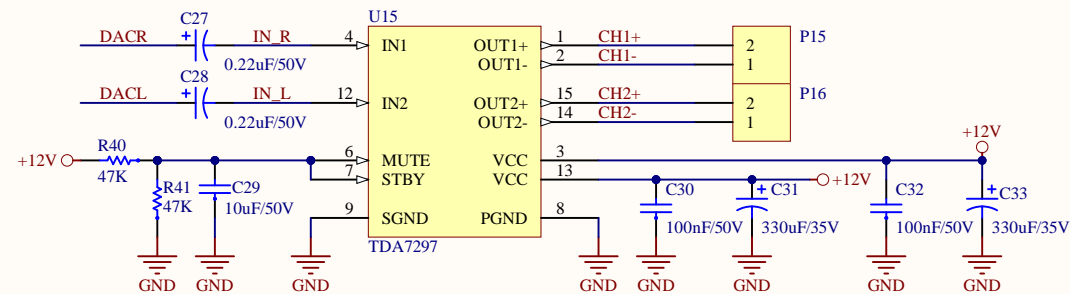 C27
U15
DACR
+
IN_R
4
IN1
OUT1+
1
CH1+
2
P15
0.22uF/50V
OUT1-
2
CH1-
1
C28
DACL
+
IN_L
12
IN2
OUT2+
15
CH2+
2
P16
0.22uF/50V
OUT2-
14
CH2-
1
+12V
R40
47K
6
MUTE
VCC
3
+12V
7
STBY
VCC
13
+12V
R41
47K
C29
10uF/50V
C30
100nF/50V
+
C31
330uF/35V
C32
100nF/50V
+
C33
330uF/35V
9
SGND
PGND
8
TDA7297
GND
GND
GND
GND
GND
GND
GND
GND